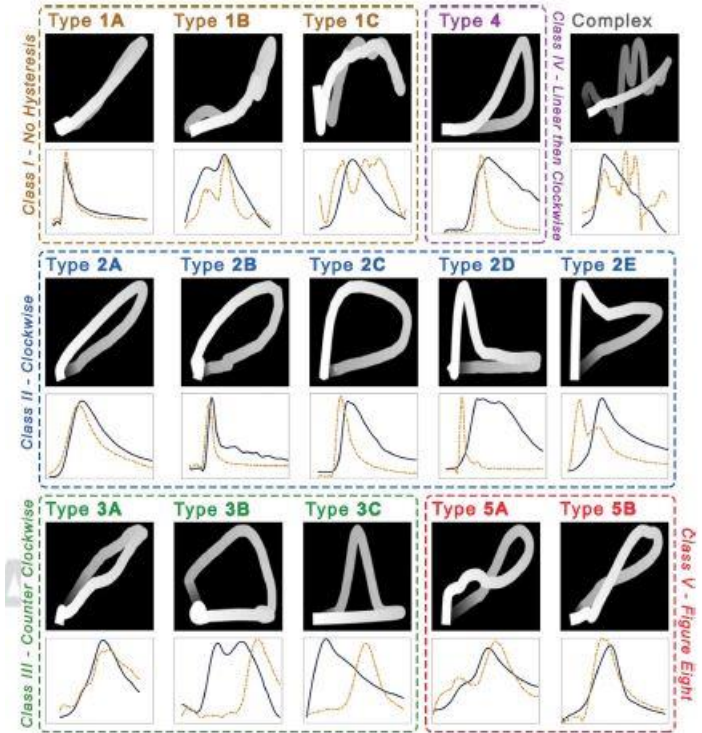 Type 1A
Type 1B
Type 1C
Type 4
Complex
Class I - No Hysteresis
Class IV - Linear then Clockwise
Type 2A
Type 2B
Type 2C
Type 2D
Type 2E
Class II - Clockwise
Type 3A
Type 3B
Type 3C
Type 5A
Type 5B
Class III - Counter Clockwise
Class V - Figure Eight